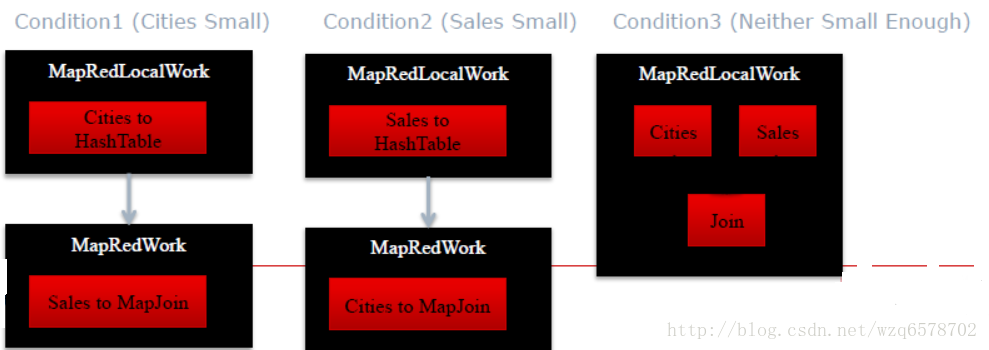 Condition1 (Cities Small)
Condition2 (Sales Small)
Condition3 (Neither Small Enough)
MapRedLocalWork
Cities to
HashTable
MapRedWork
Sales to MapJoin
MapRedLocalWork
Sales to
HashTable
MapRedWork
Cities to MapJoin
MapRedLocalWork
Cities
Sales
Join
http://blog.csdn.net/wzq6578702